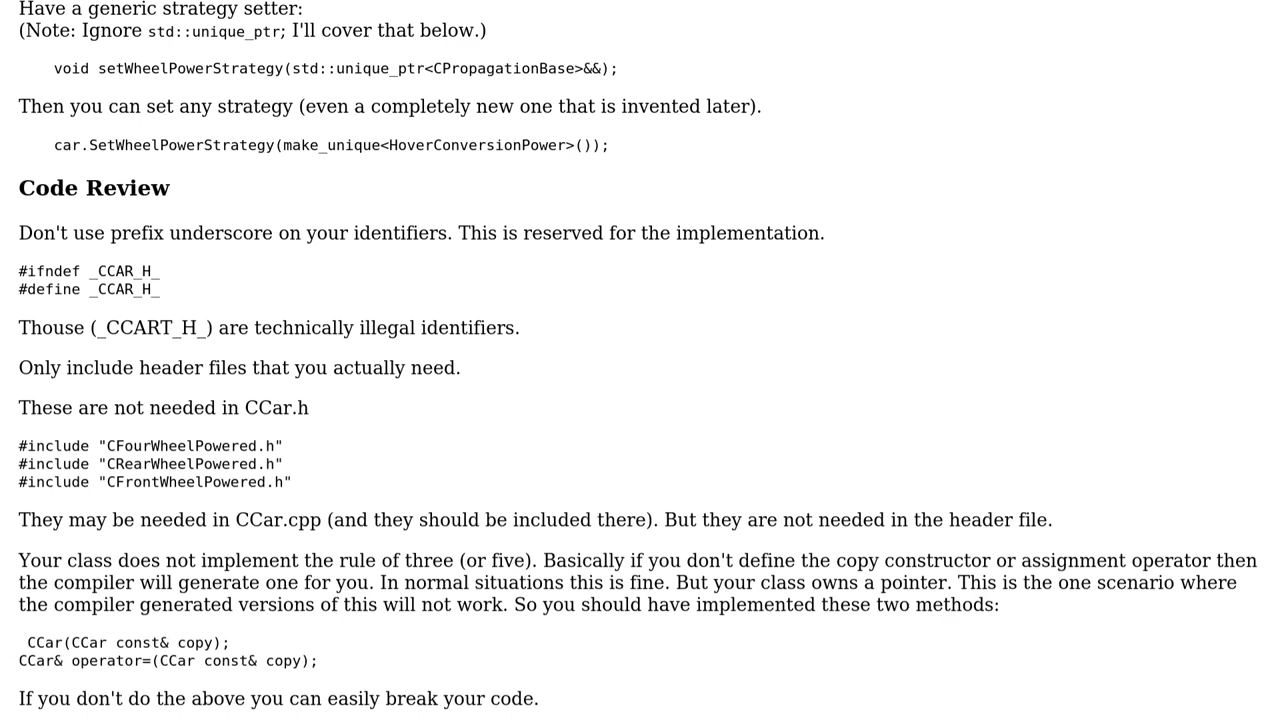 Have a generic strategy setter:
(Note: Ignore std::unique_ptr; I'll cover that below.)
void setWheelPowerStrategy(std::unique_ptr<CPropagationBase>&&);
Then you can set any strategy (even a completely new one that is invented later).
car.SetWheelPowerStrategy(make_unique<HoverConversionPower>());
Code Review
Don't use prefix underscore on your identifiers. This is reserved for the implementation.
#ifndef _CCAR_H_
#define _CCAR_H_
Thouse (_CCART_H_) are technically illegal identifiers.
Only include header files that you actually need.
These are not needed in CCar.h
#include "CFourWheelPowered.h"
#include "CRearWheelPowered.h"
#include "CFrontWheelPowered.h"
They may be needed in CCar.cpp (and they should be included there). But they are not needed in the header file.
Your class does not implement the rule of three (or five). Basically if you don't define the copy constructor or assignment operator then
the compiler will generate one for you. In normal situations this is fine. But your class owns a pointer. This is the one scenario where
the compiler generated versions of this will not work. So you should have implemented these two methods:
CCar(CCar const& copy);
CCar& operator=(CCar const& copy);
If you don't do the above you can easily break your code.